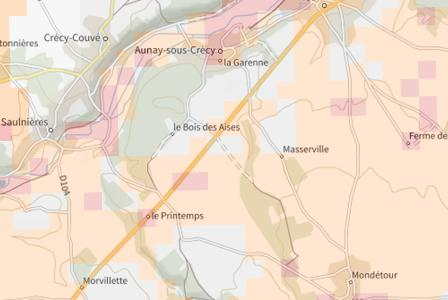 Crécy-Couvé
tonnières
Aunay-sous-Crécy
la Garenne
Saulnières
le Bois des Aises
Ferme de
Masserville
D104
le Printemps
Mondétour
Morvillette